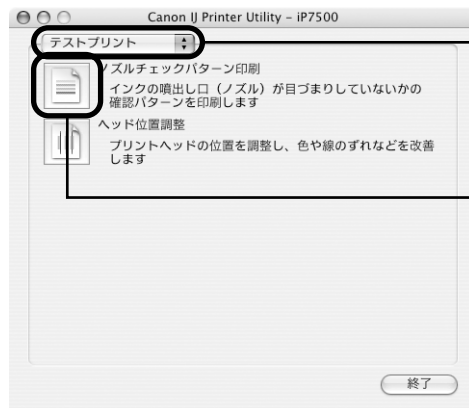 Canon IJ Printer Utility – iP7500
テストプリント
ノズルチェックパターン印刷
インクの噴出し口（ノズル）が目づまりしていないかの
確認パターンを印刷します
ヘッド位置調整
プリントヘッドの位置を調整し、色や線のずれなどを改善
します
終了